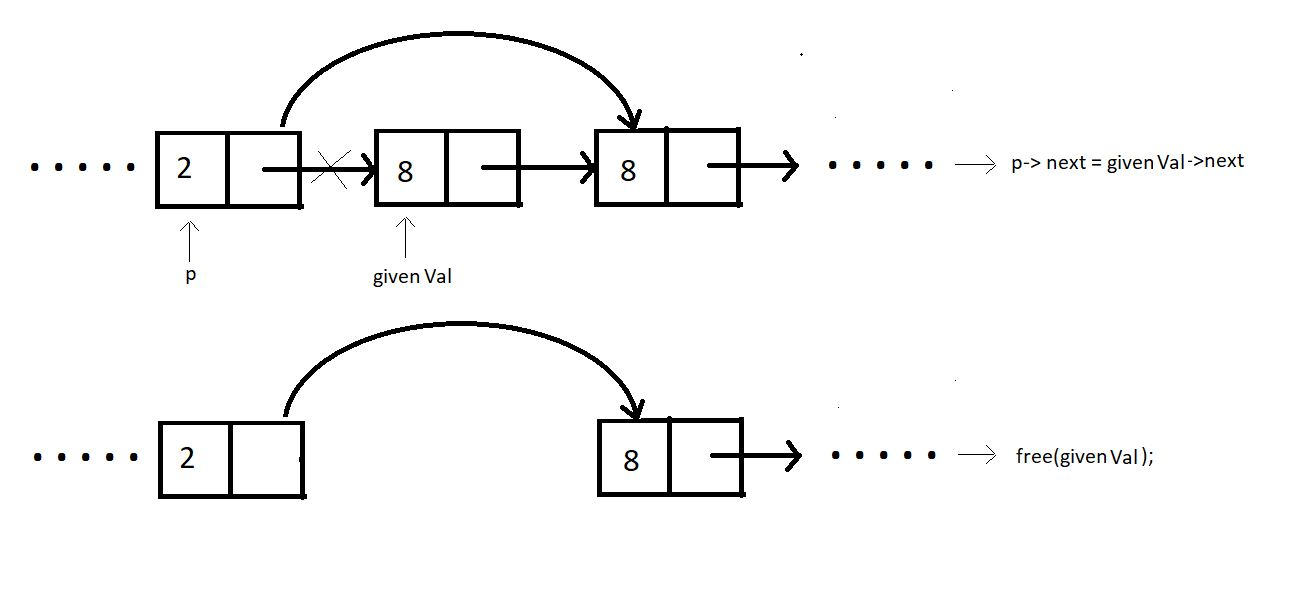 2 8 8 p-> next = given Val->next
p given Val
2 8 free(given Val);